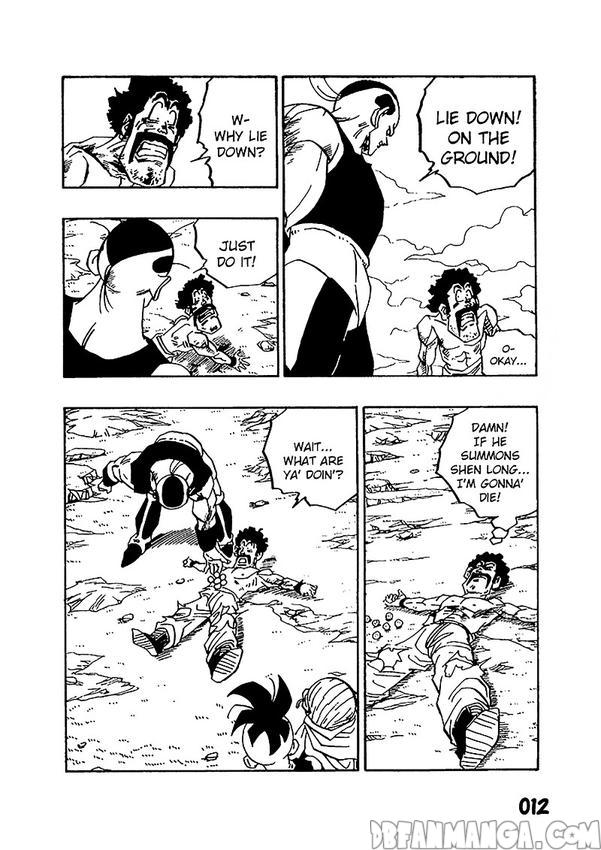 W-
WHY LIE
DOWN?
JUST
DO IT!
LIE DOWN!
ON THE
GROUND!
O-
OKAY...
WAIT...
WHAT ARE
YA' DOIN'?
DAMN!
IF HE
SUMMONS
SHEN LONG...
I'M GONNA'
DIE!
012
DBFANMANGA.COM